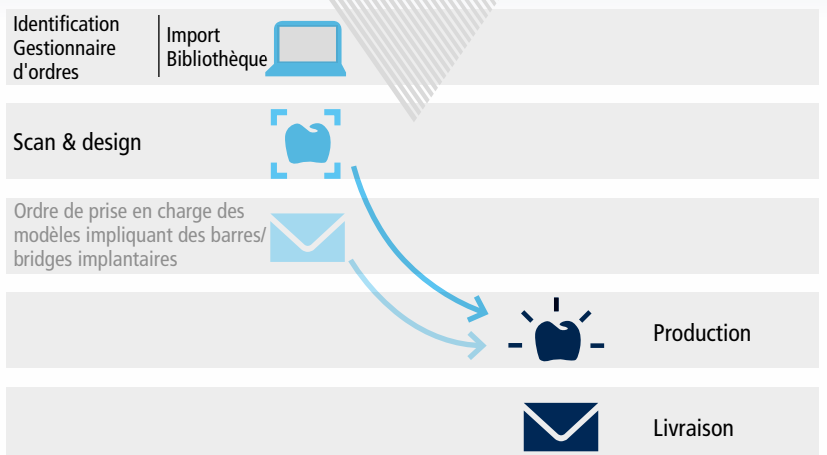 Identification
Gestionnaire
d'ordres
Import
Bibliothèque
Scan & design
Ordre de prise en charge des
modèles impliquant des barres/
bridges implantaires
Production
Livraison